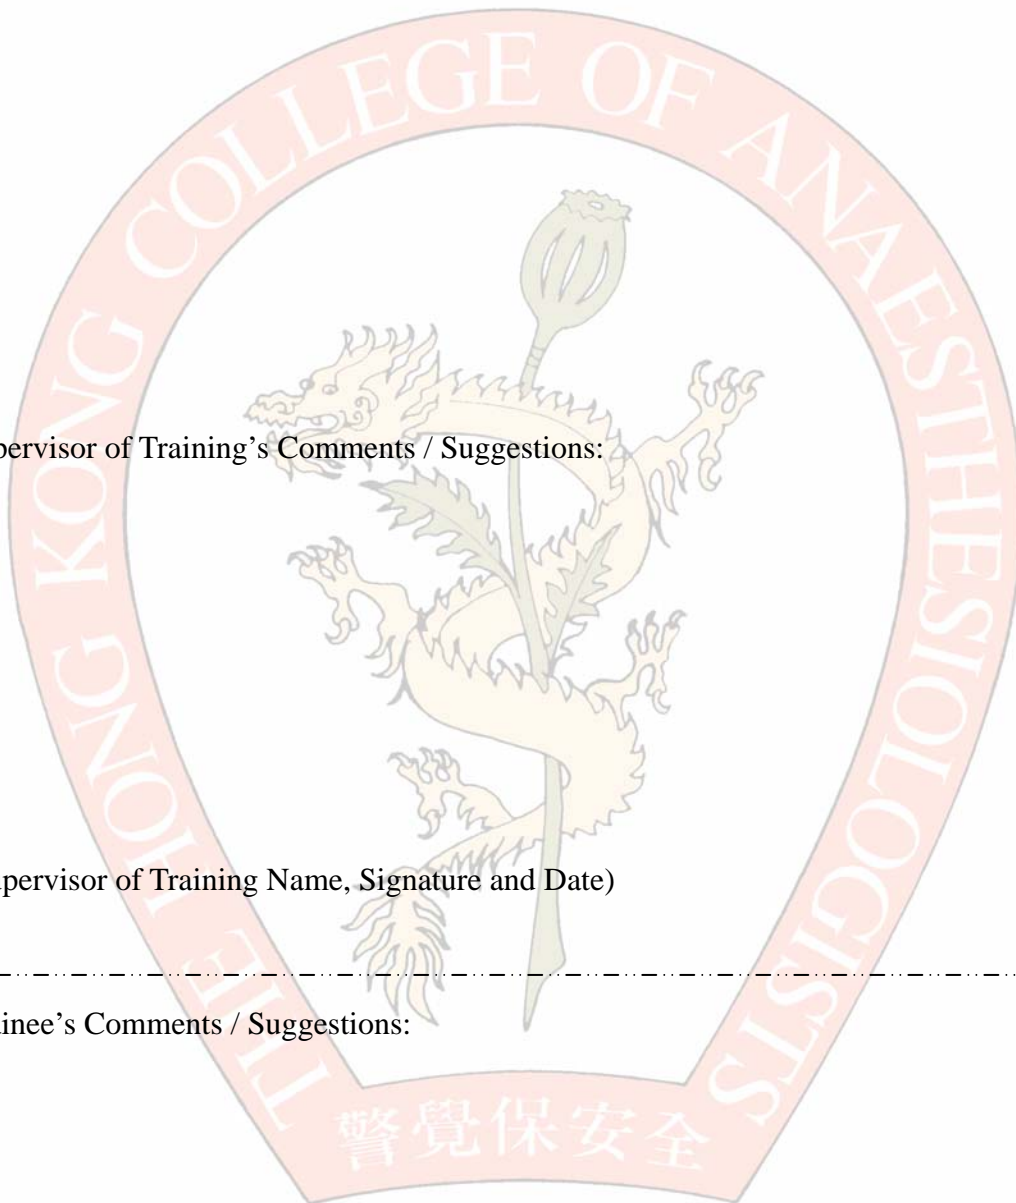 THE HONG KONG COLLEGE OF ANAESTHESIOLOGISTS
pervisor of Training’s Comments / Suggestions:
pervisor of Training Name, Signature and Date)
inee’s Comments / Suggestions:
警覺保安全